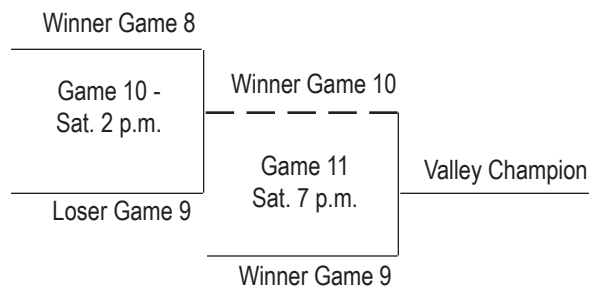 Winner Game 8
Game 10 -
Sat. 2 p.m.
Winner Game 10
Game 11
Sat. 7 p.m.
Valley Champion
Loser Game 9
Winner Game 9